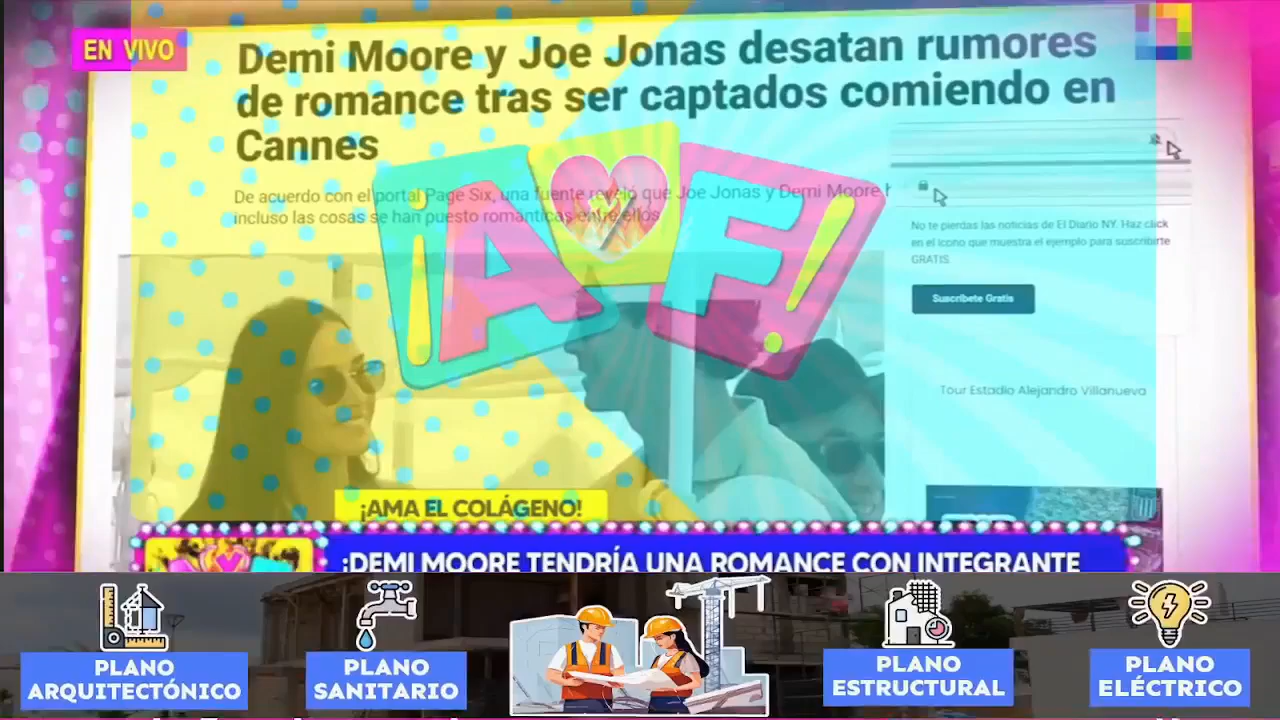 EN VIVO
Demi Moore y Joe Jonas desatan rumores
de romance tras ser captados comiendo en
Cannes
De acuerdo con el portal Page Six, una fuente reveló que Joe Jonas y Demi Moore h
incluso las cosas se han puesto románticas entre ellos
¡A F!
No te pierdas las noticias de El Diario NY. Haz click
en el icono que muestra el ejemplo para suscribirte
GRATIS
Suscríbete Gratis
Tour Estadio Alejandro Villanueva
¡AMA EL COLÁGENO!
¡DEMI MOORE TENDRÍA UNA ROMANCE CON INTEGRANTE
PLANO
ARQUITECTÓNICO
PLANO
SANITARIO
PLANO
ESTRUCTURAL
PLANO
ELÉCTRICO